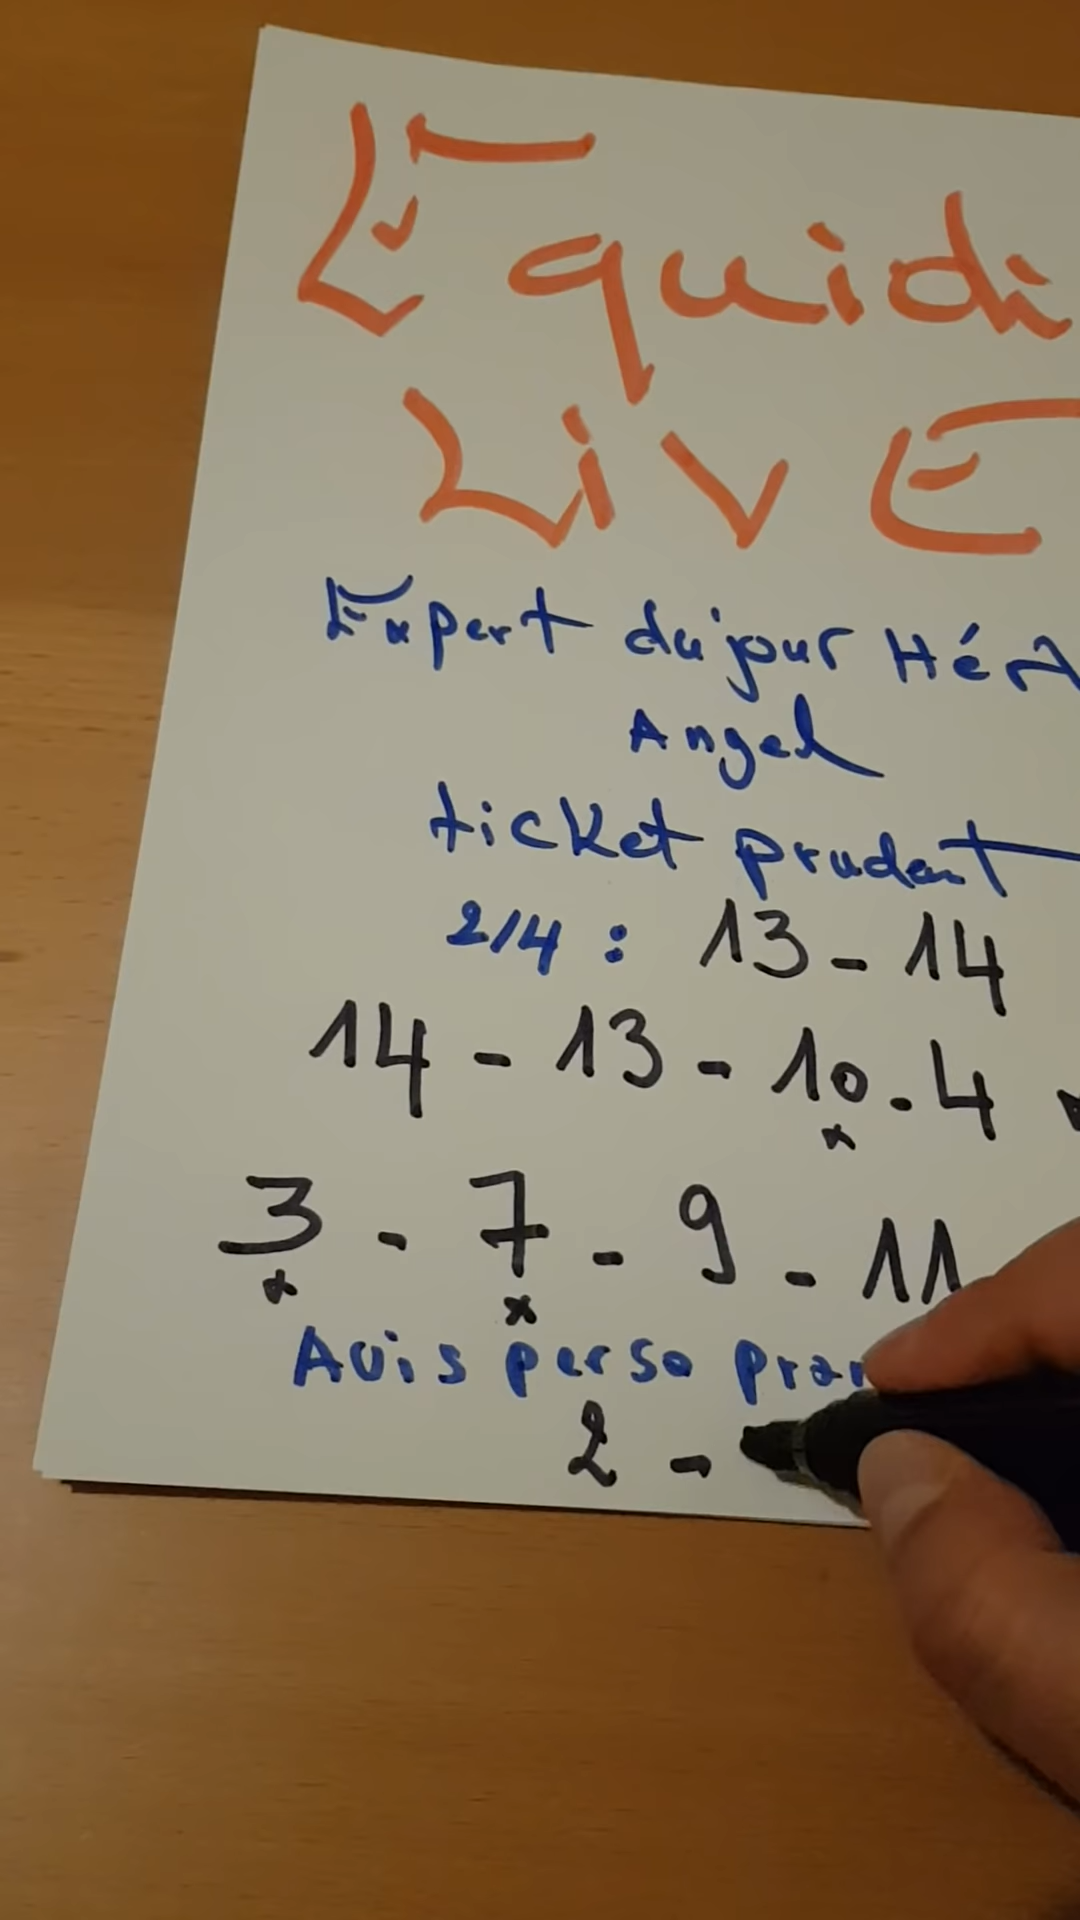 Equidi
LiVE
Expert du jour Hér
Angel
ticket prudent
2/4 : 13 - 14
14 - 13 - 10 - 4
x
3 - 7 - 9 - 11
x x
Avis perso
2 -